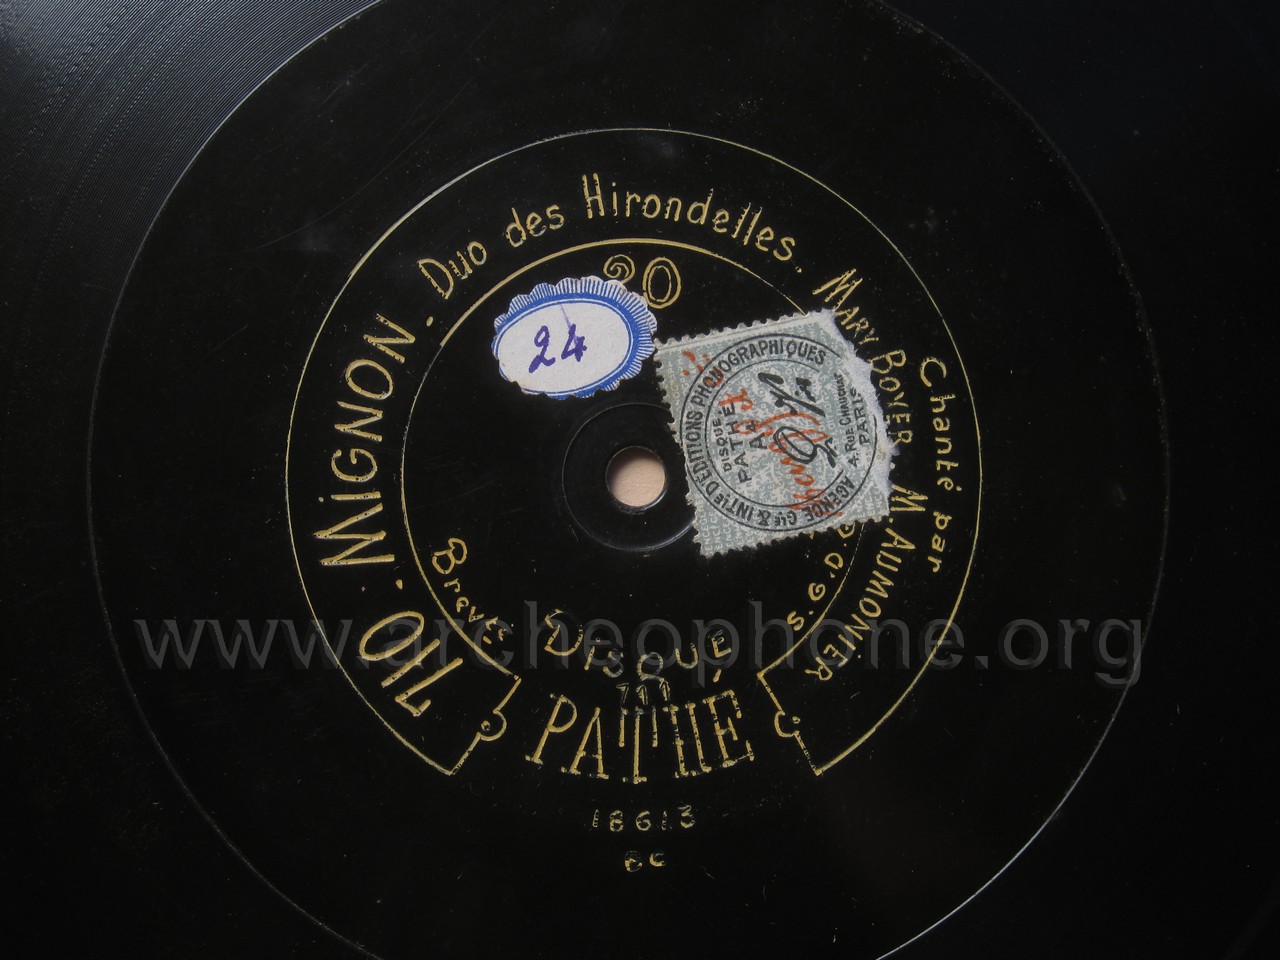 710. MIGNON - Duo des Hirondelles.
Chanté par
MARY BOYER M. AUMONIER
20
24
AGENCE Gle & INTle D'ÉDITIONS PHONOGRAPHIQUES
4, RUE CHAUCHAT
PARIS
DISQUE
PATHÉ
Breveté
S.G.D.G
DISQUE
PATHÉ
18613
www.archeophone.org